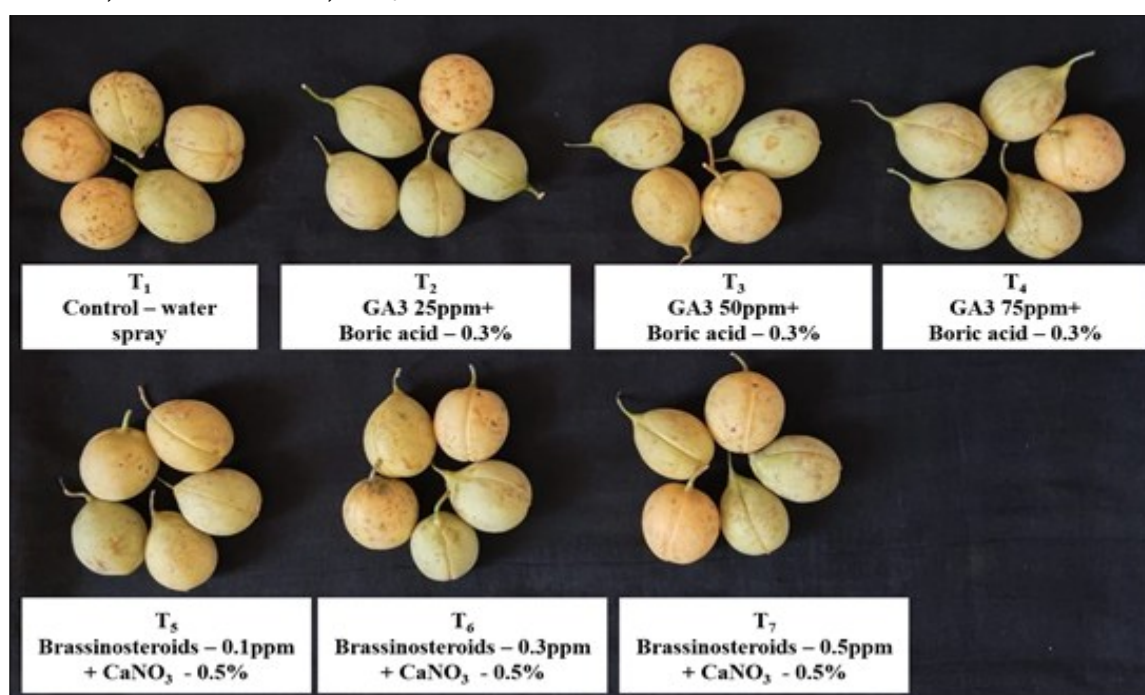 T₁
Control – water
spray
T₂
GA3 25ppm+
Boric acid – 0.3%
T₃
GA3 50ppm+
Boric acid – 0.3%
T₄
GA3 75ppm+
Boric acid – 0.3%
T₅
Brassinosteroids – 0.1ppm
+ CaNO₃ - 0.5%
T₆
Brassinosteroids – 0.3ppm
+ CaNO₃ - 0.5%
T₇
Brassinosteroids – 0.5ppm
+ CaNO₃ - 0.5%